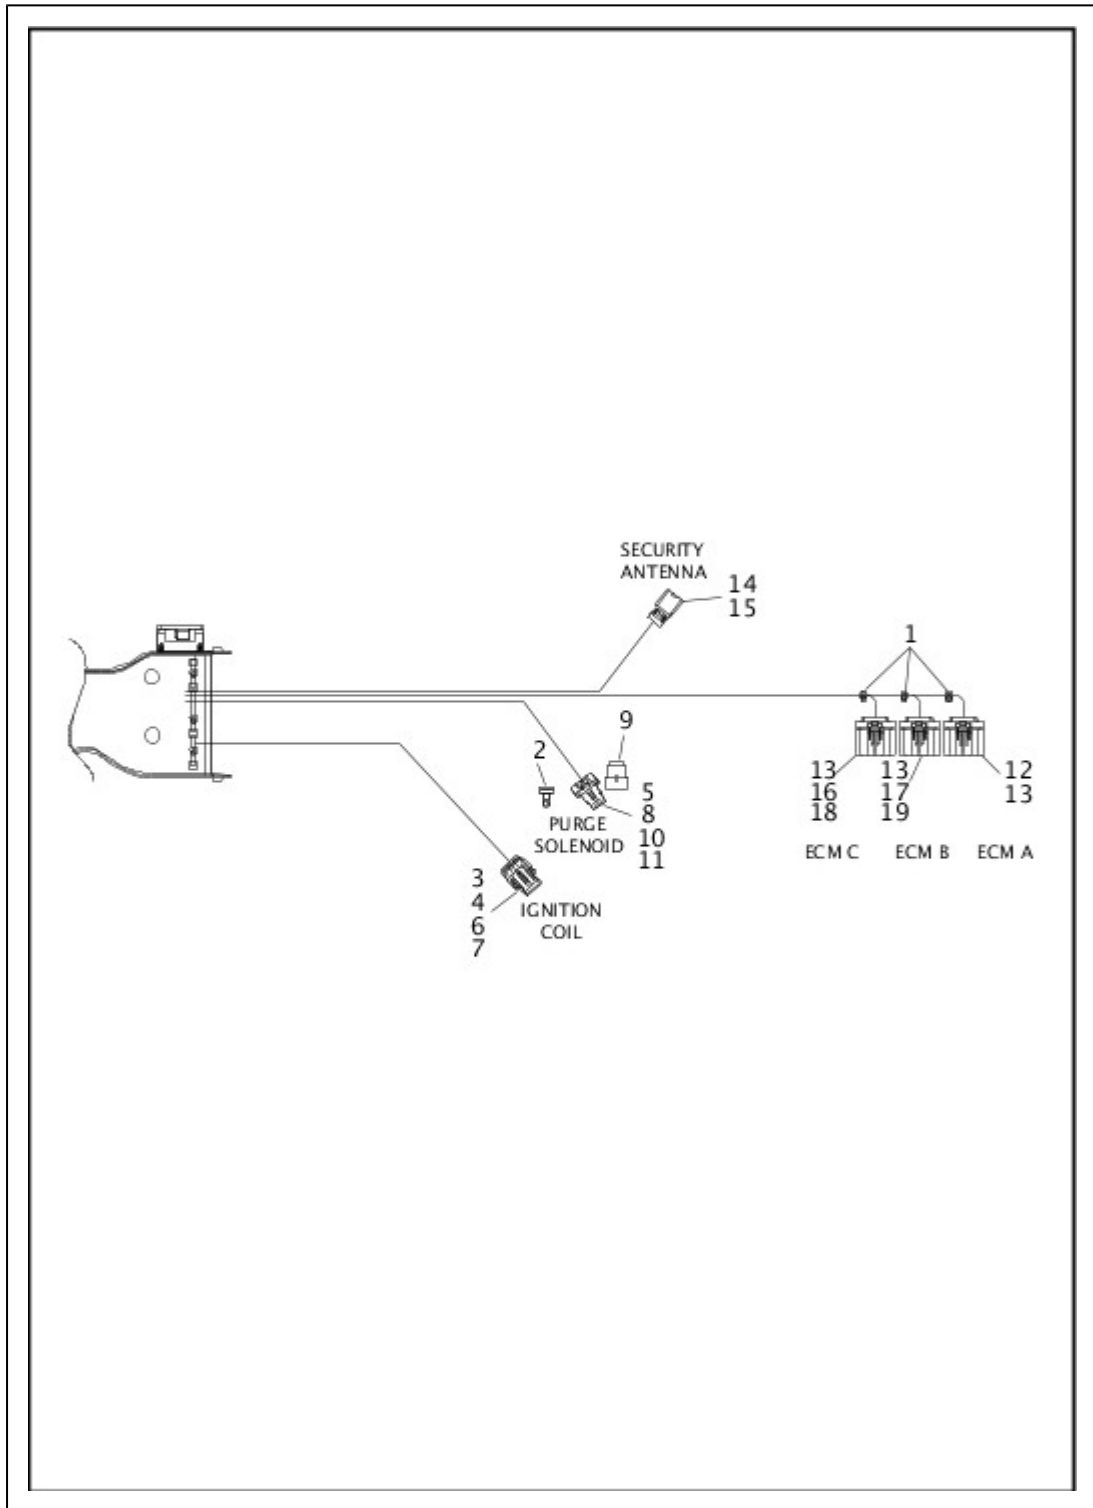 SECURITY
ANTENNA
14
15
1
9
2
5
8
10
11
PURGE
SOLENOID
13
16
18
13
17
19
12
13
ECM C
ECM B
ECM A
3
4
6
7
IGNITION
COIL